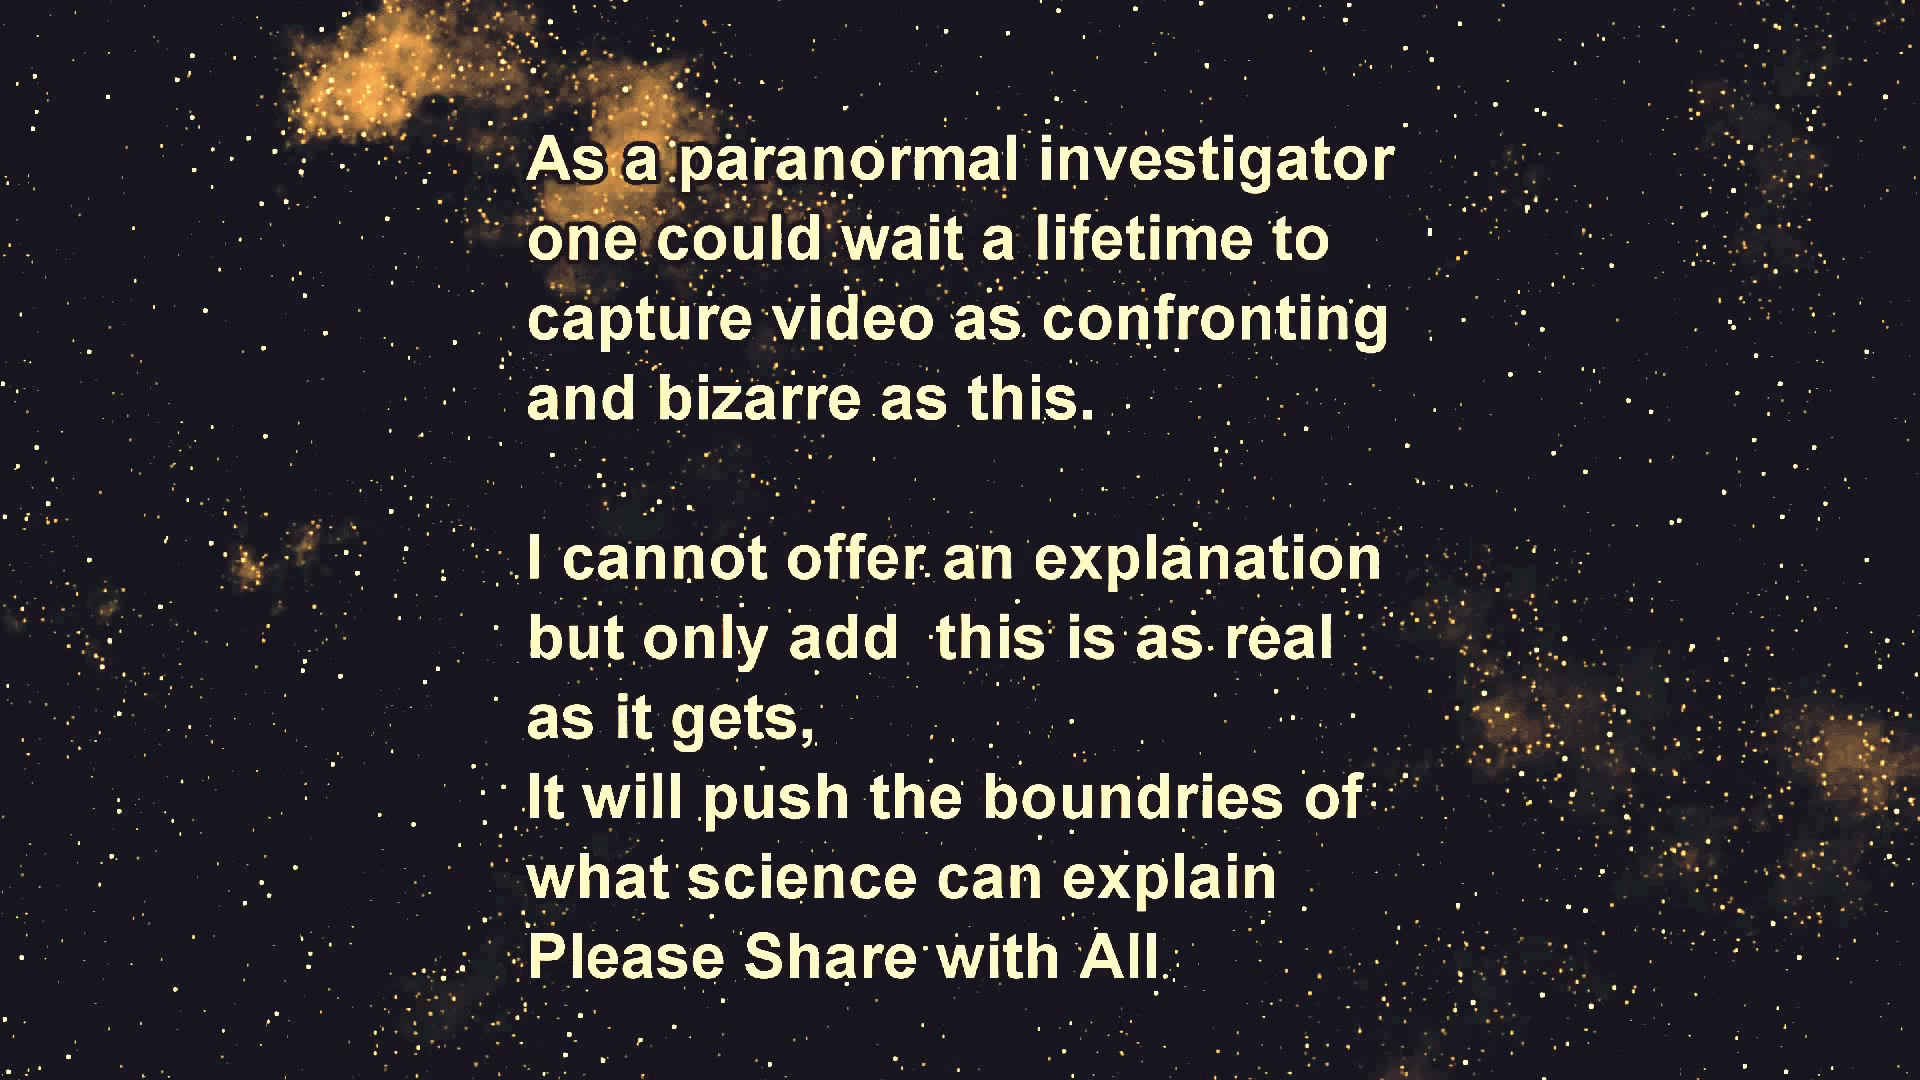 As a paranormal investigator
one could wait a lifetime to
capture video as confronting
and bizarre as this.
I cannot offer an explanation
but only add  this is as real
as it gets,
It will push the boundries of
what science can explain
Please Share with All